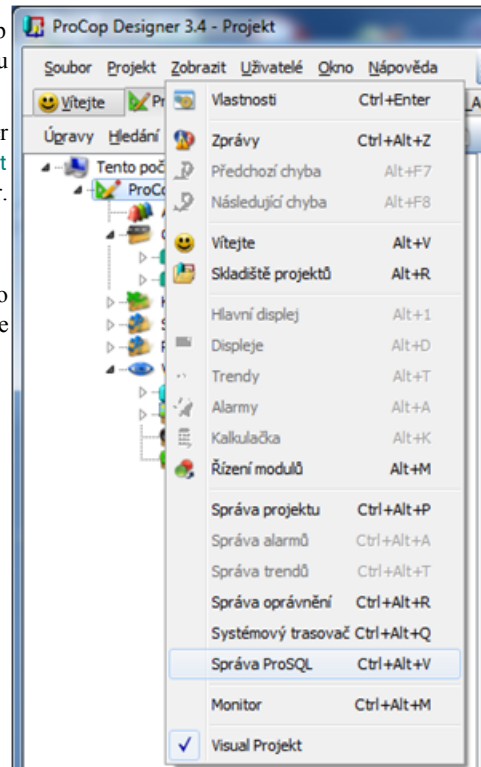 ProCop Designer 3.4 - Projekt
Soubor Projekt Zobrazit Uživatelé Okno Nápověda
Vítejte
Úpravy Hledání
Tento poč
ProCo
Vlastnosti Ctrl+Enter
Zprávy Ctrl+Alt+Z
Předchozí chyba Alt+F7
Následující chyba Alt+F8
Vítejte Alt+V
Skladiště projektů Alt+R
Hlavní displej Alt+1
Displeje Alt+D
Trendy Alt+T
Alarmy Alt+A
Kalkulačka Alt+K
Řízení modulů Alt+M
Správa projektu Ctrl+Alt+P
Správa alarmů Ctrl+Alt+A
Správa trendů Ctrl+Alt+T
Správa oprávnění Ctrl+Alt+R
Systémový trasovač Ctrl+Alt+Q
Správa ProSQL Ctrl+Alt+V
Monitor Ctrl+Alt+M
Visual Projekt